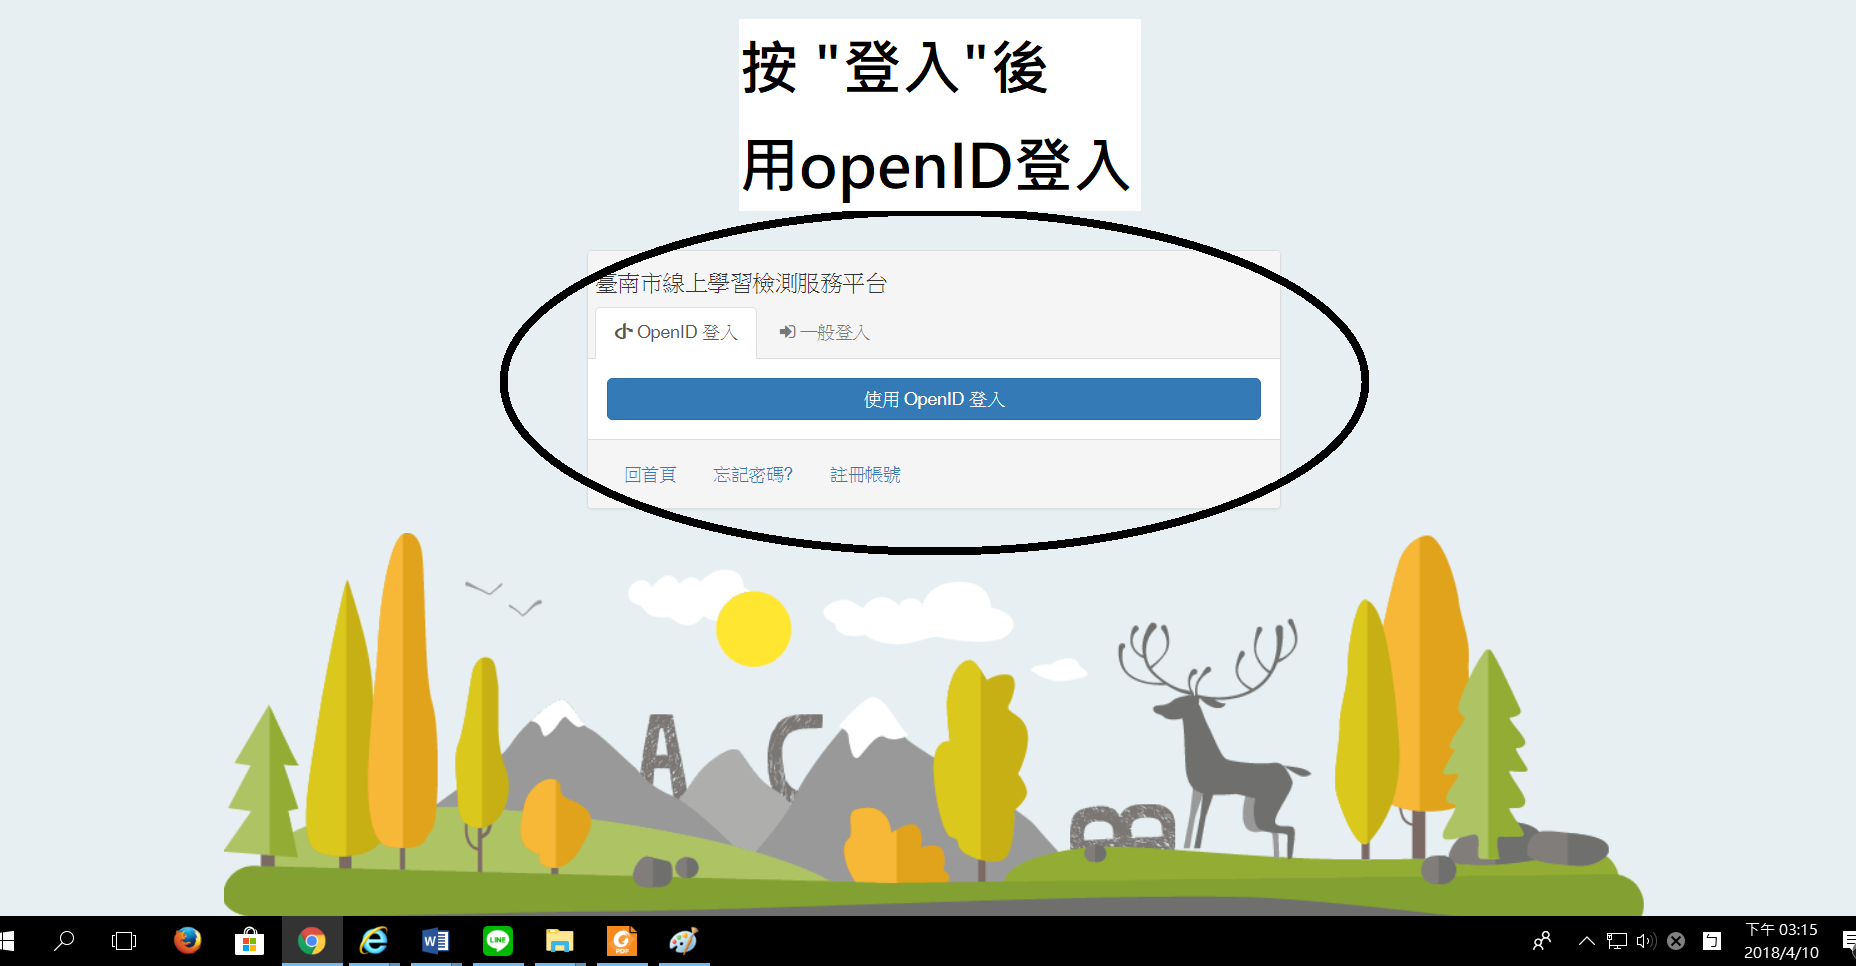 按 "登入"後
用openID登入
臺南市線上學習檢測服務平台
OpenID 登入
一般登入
使用 OpenID 登入
回首頁
忘記密碼?
註冊帳號
A
C
B
W
LINE
PDF
ㄅ
下午 03:15
2018/4/10